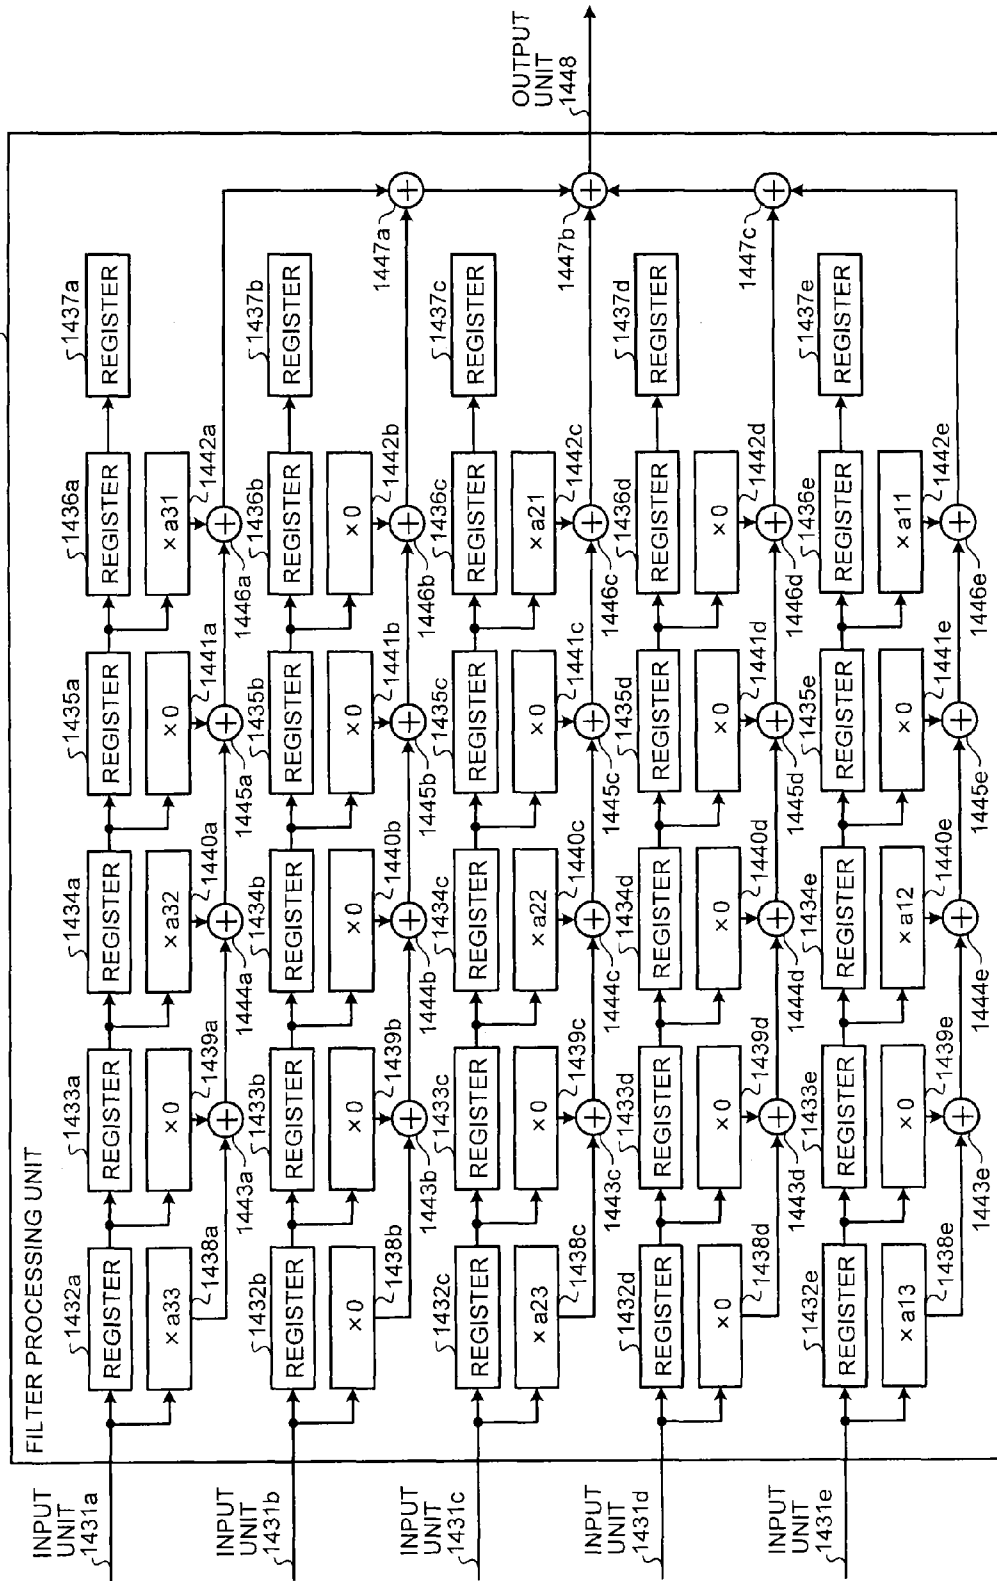 FILTER PROCESSING UNIT
INPUT
UNIT
1431a
1432a
REGISTER
1433a
REGISTER
1434a
REGISTER
1435a
REGISTER
1436a
REGISTER
1437a
REGISTER
×a33
1438a
×0
1439a
×a32
1440a
×0
1441a
×a31
1442a
1443a
1444a
1445a
1446a
INPUT
UNIT
1431b
1432b
REGISTER
1433b
REGISTER
1434b
REGISTER
1435b
REGISTER
1436b
REGISTER
1437b
REGISTER
×0
1438b
×0
1439b
×0
1440b
×0
1441b
×0
1442b
1443b
1444b
1445b
1446b
1447a
INPUT
UNIT
1431c
1432c
REGISTER
1433c
REGISTER
1434c
REGISTER
1435c
REGISTER
1436c
REGISTER
1437c
REGISTER
×a23
1438c
×0
1439c
×a22
1440c
×0
1441c
×a21
1442c
1443c
1444c
1445c
1446c
1447b
OUTPUT
UNIT
1448
INPUT
UNIT
1431d
1432d
REGISTER
1433d
REGISTER
1434d
REGISTER
1435d
REGISTER
1436d
REGISTER
1437d
REGISTER
×0
1438d
×0
1439d
×0
1440d
×0
1441d
×0
1442d
1443d
1444d
1445d
1446d
1447c
INPUT
UNIT
1431e
1432e
REGISTER
1433e
REGISTER
1434e
REGISTER
1435e
REGISTER
1436e
REGISTER
1437e
REGISTER
×a13
1438e
×0
1439e
×a12
1440e
×0
1441e
×a11
1442e
1443e
1444e
1445e
1446e